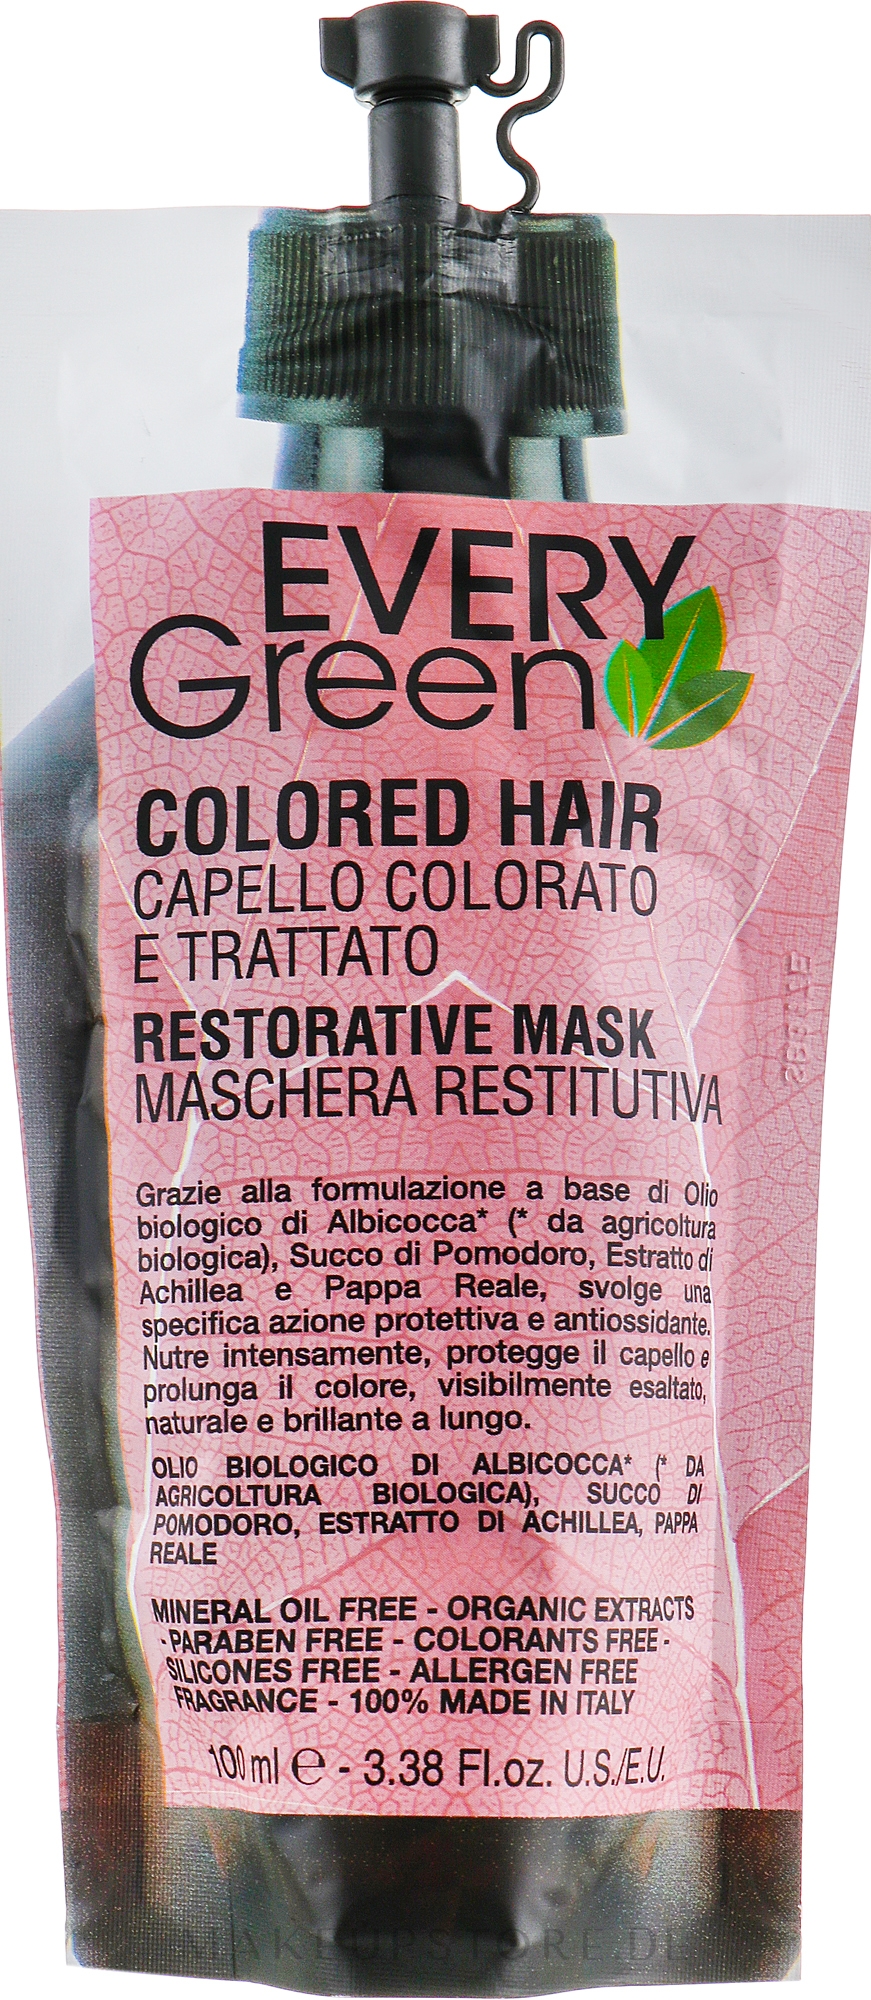 EVERY
Green
COLORED HAIR
CAPELLO COLORATO
E TRATTATO
RESTORATIVE MASK
MASCHERA RESTITUTIVA
Grazie alla formulazione a base di Olio
biologico di Albicocca* (* da agricoltura
biologica), Succo di Pomodoro, Estratto di
Achillea e Pappa Reale, svolge una
specifica azione protettiva e antiossidante.
Nutre intensamente, protegge il capello e
prolunga il colore, visibilmente esaltato,
naturale e brillante a lungo.
OLIO BIOLOGICO DI ALBICOCCA* (* DA
AGRICOLTURA BIOLOGICA), SUCCO DI
POMODORO, ESTRATTO DI ACHILLEA, PAPPA
REALE
MINERAL OIL FREE - ORGANIC EXTRACTS
- PARABEN FREE - COLORANTS FREE -
SILICONES FREE - ALLERGEN FREE
FRAGRANCE - 100% MADE IN ITALY
100 ml ℮ - 3.38 Fl.oz. U.S./E.U.
MAKEUPSTORE.DE